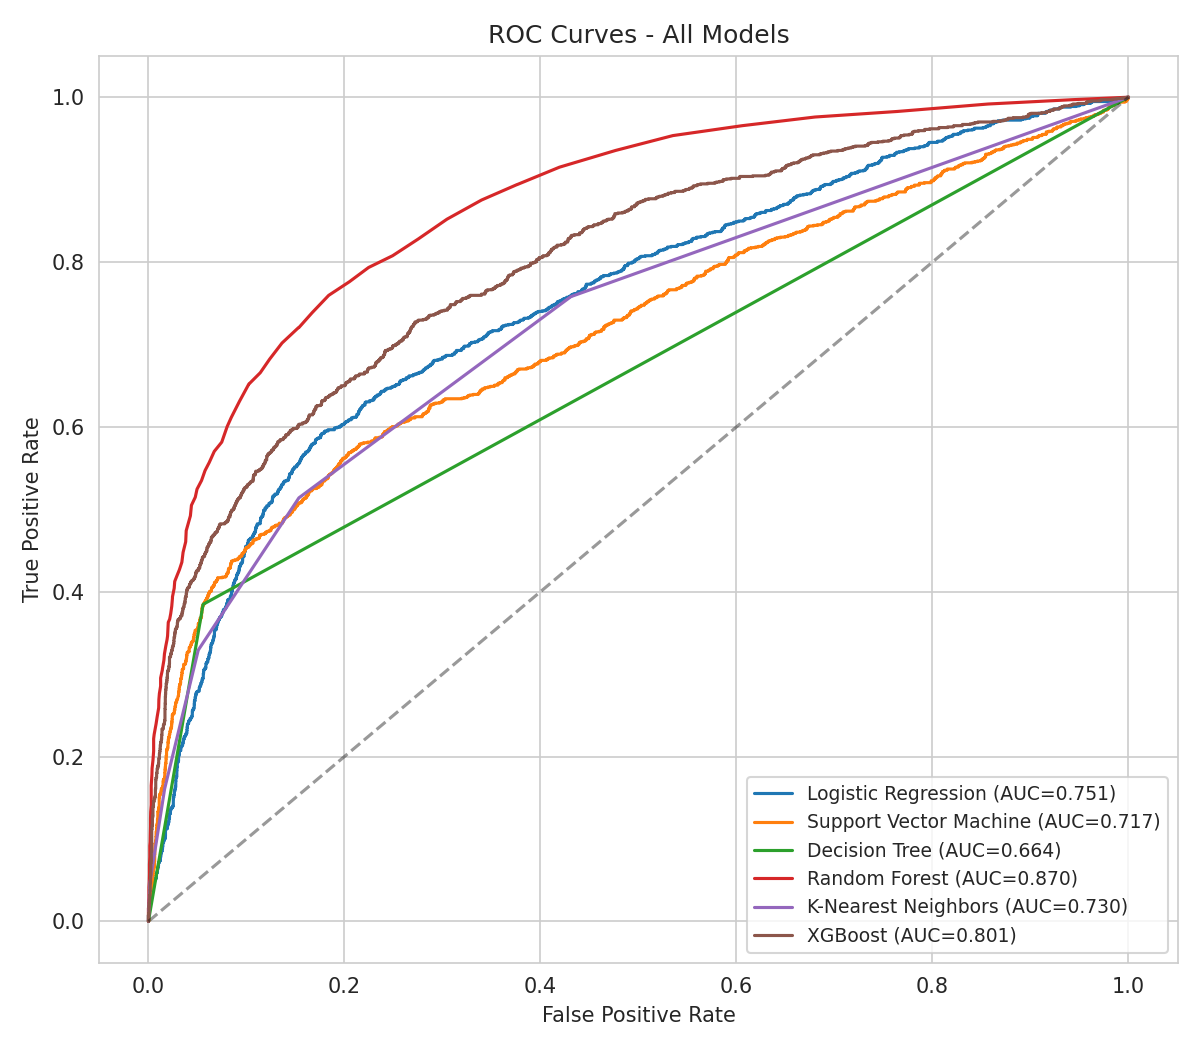 ROC Curves - All Models
1.0
0.8
0.6
0.4
0.2
0.0
True Positive Rate
0.0 0.2 0.4 0.6 0.8 1.0
False Positive Rate
Logistic Regression (AUC=0.751)
Support Vector Machine (AUC=0.717)
Decision Tree (AUC=0.664)
Random Forest (AUC=0.870)
K-Nearest Neighbors (AUC=0.730)
XGBoost (AUC=0.801)